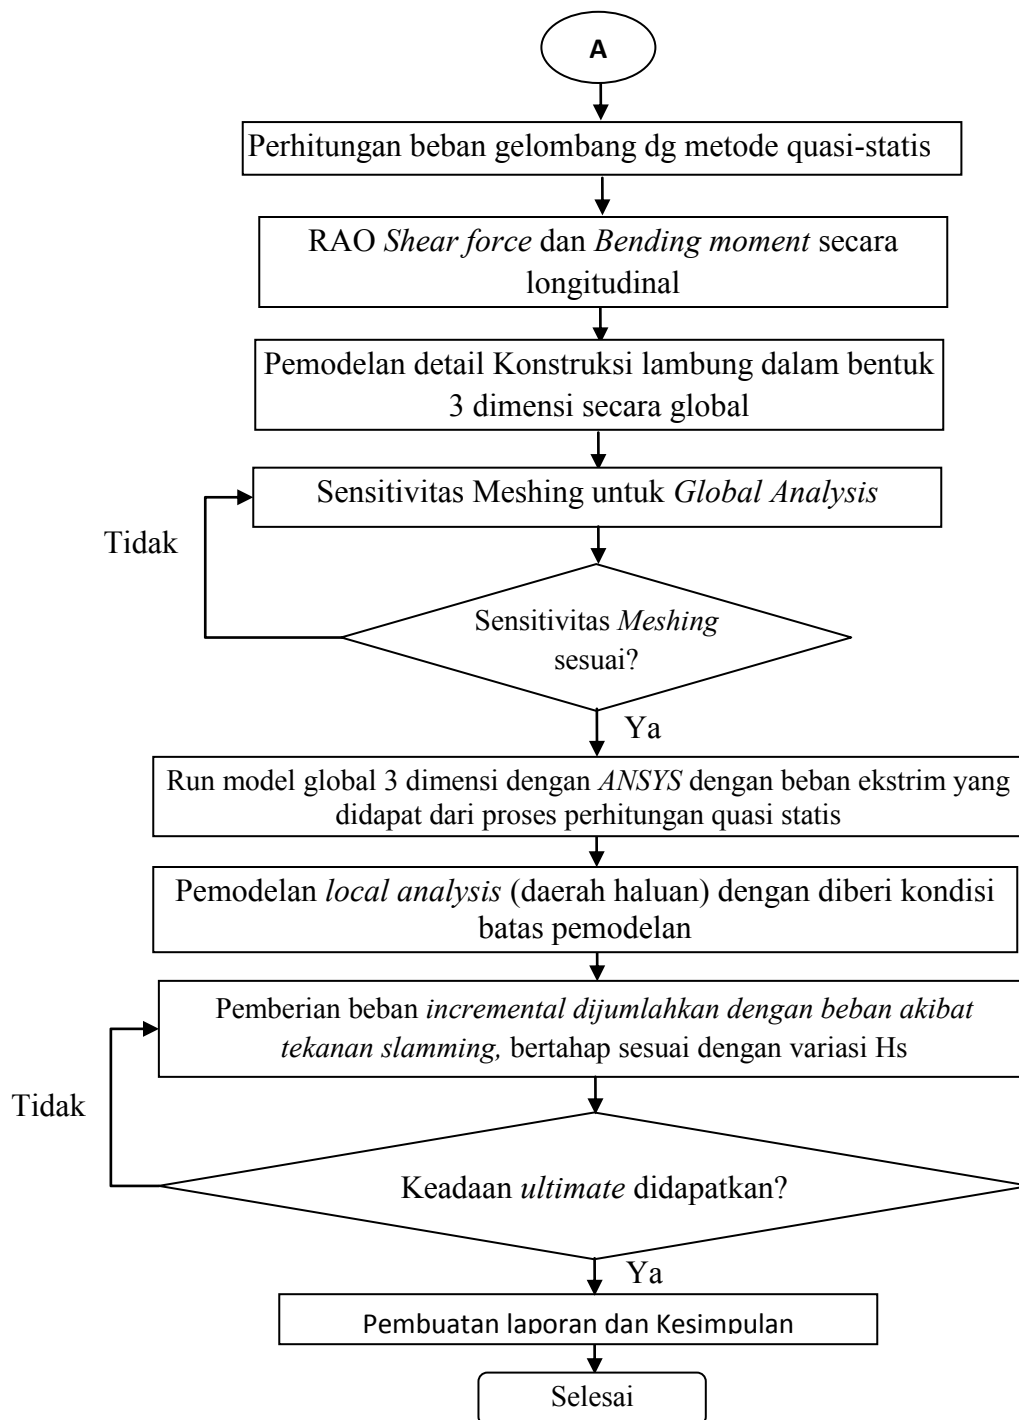 A
Perhitungan beban gelombang dg metode quasi-statis
RAO Shear force dan Bending moment secara
longitudinal
Pemodelan detail Konstruksi lambung dalam bentuk
3 dimensi secara global
Sensitivitas Meshing untuk Global Analysis
Tidak
Sensitivitas Meshing
sesuai?
Ya
Run model global 3 dimensi dengan ANSYS dengan beban ekstrim yang
didapat dari proses perhitungan quasi statis
Pemodelan local analysis (daerah haluan) dengan diberi kondisi
batas pemodelan
Pemberian beban incremental dijumlahkan dengan beban akibat
tekanan slamming, bertahap sesuai dengan variasi Hs
Tidak
Keadaan ultimate didapatkan?
Ya
Pembuatan laporan dan Kesimpulan
Selesai